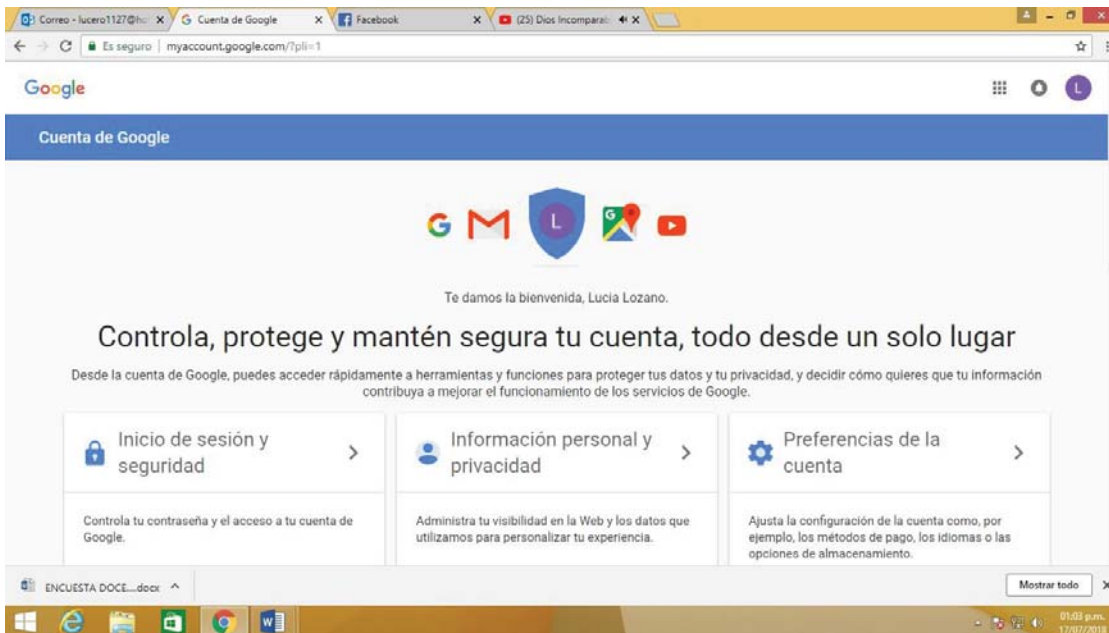 Correo - lucero1127@ho
Cuenta de Google
Facebook
(25) Dios Incomparab
Es seguro
myaccount.google.com/?pli=1
Google
L
Cuenta de Google
G
L
G
Te damos la bienvenida, Lucia Lozano.
Controla, protege y mantén segura tu cuenta, todo desde un solo lugar
Desde la cuenta de Google, puedes acceder rápidamente a herramientas y funciones para proteger tus datos y tu privacidad, y decidir cómo quieres que tu información
contribuya a mejorar el funcionamiento de los servicios de Google.
Inicio de sesión y
seguridad
Controla tu contraseña y el acceso a tu cuenta de
Google.
Información personal y
privacidad
Administra tu visibilidad en la Web y los datos que
utilizamos para personalizar tu experiencia.
Preferencias de la
cuenta
Ajusta la configuración de la cuenta como, por
ejemplo, los métodos de pago, los idiomas o las
opciones de almacenamiento.
ENCUESTA DOCE....docx
Mostrar todo
01:03 p.m.
17/07/2018